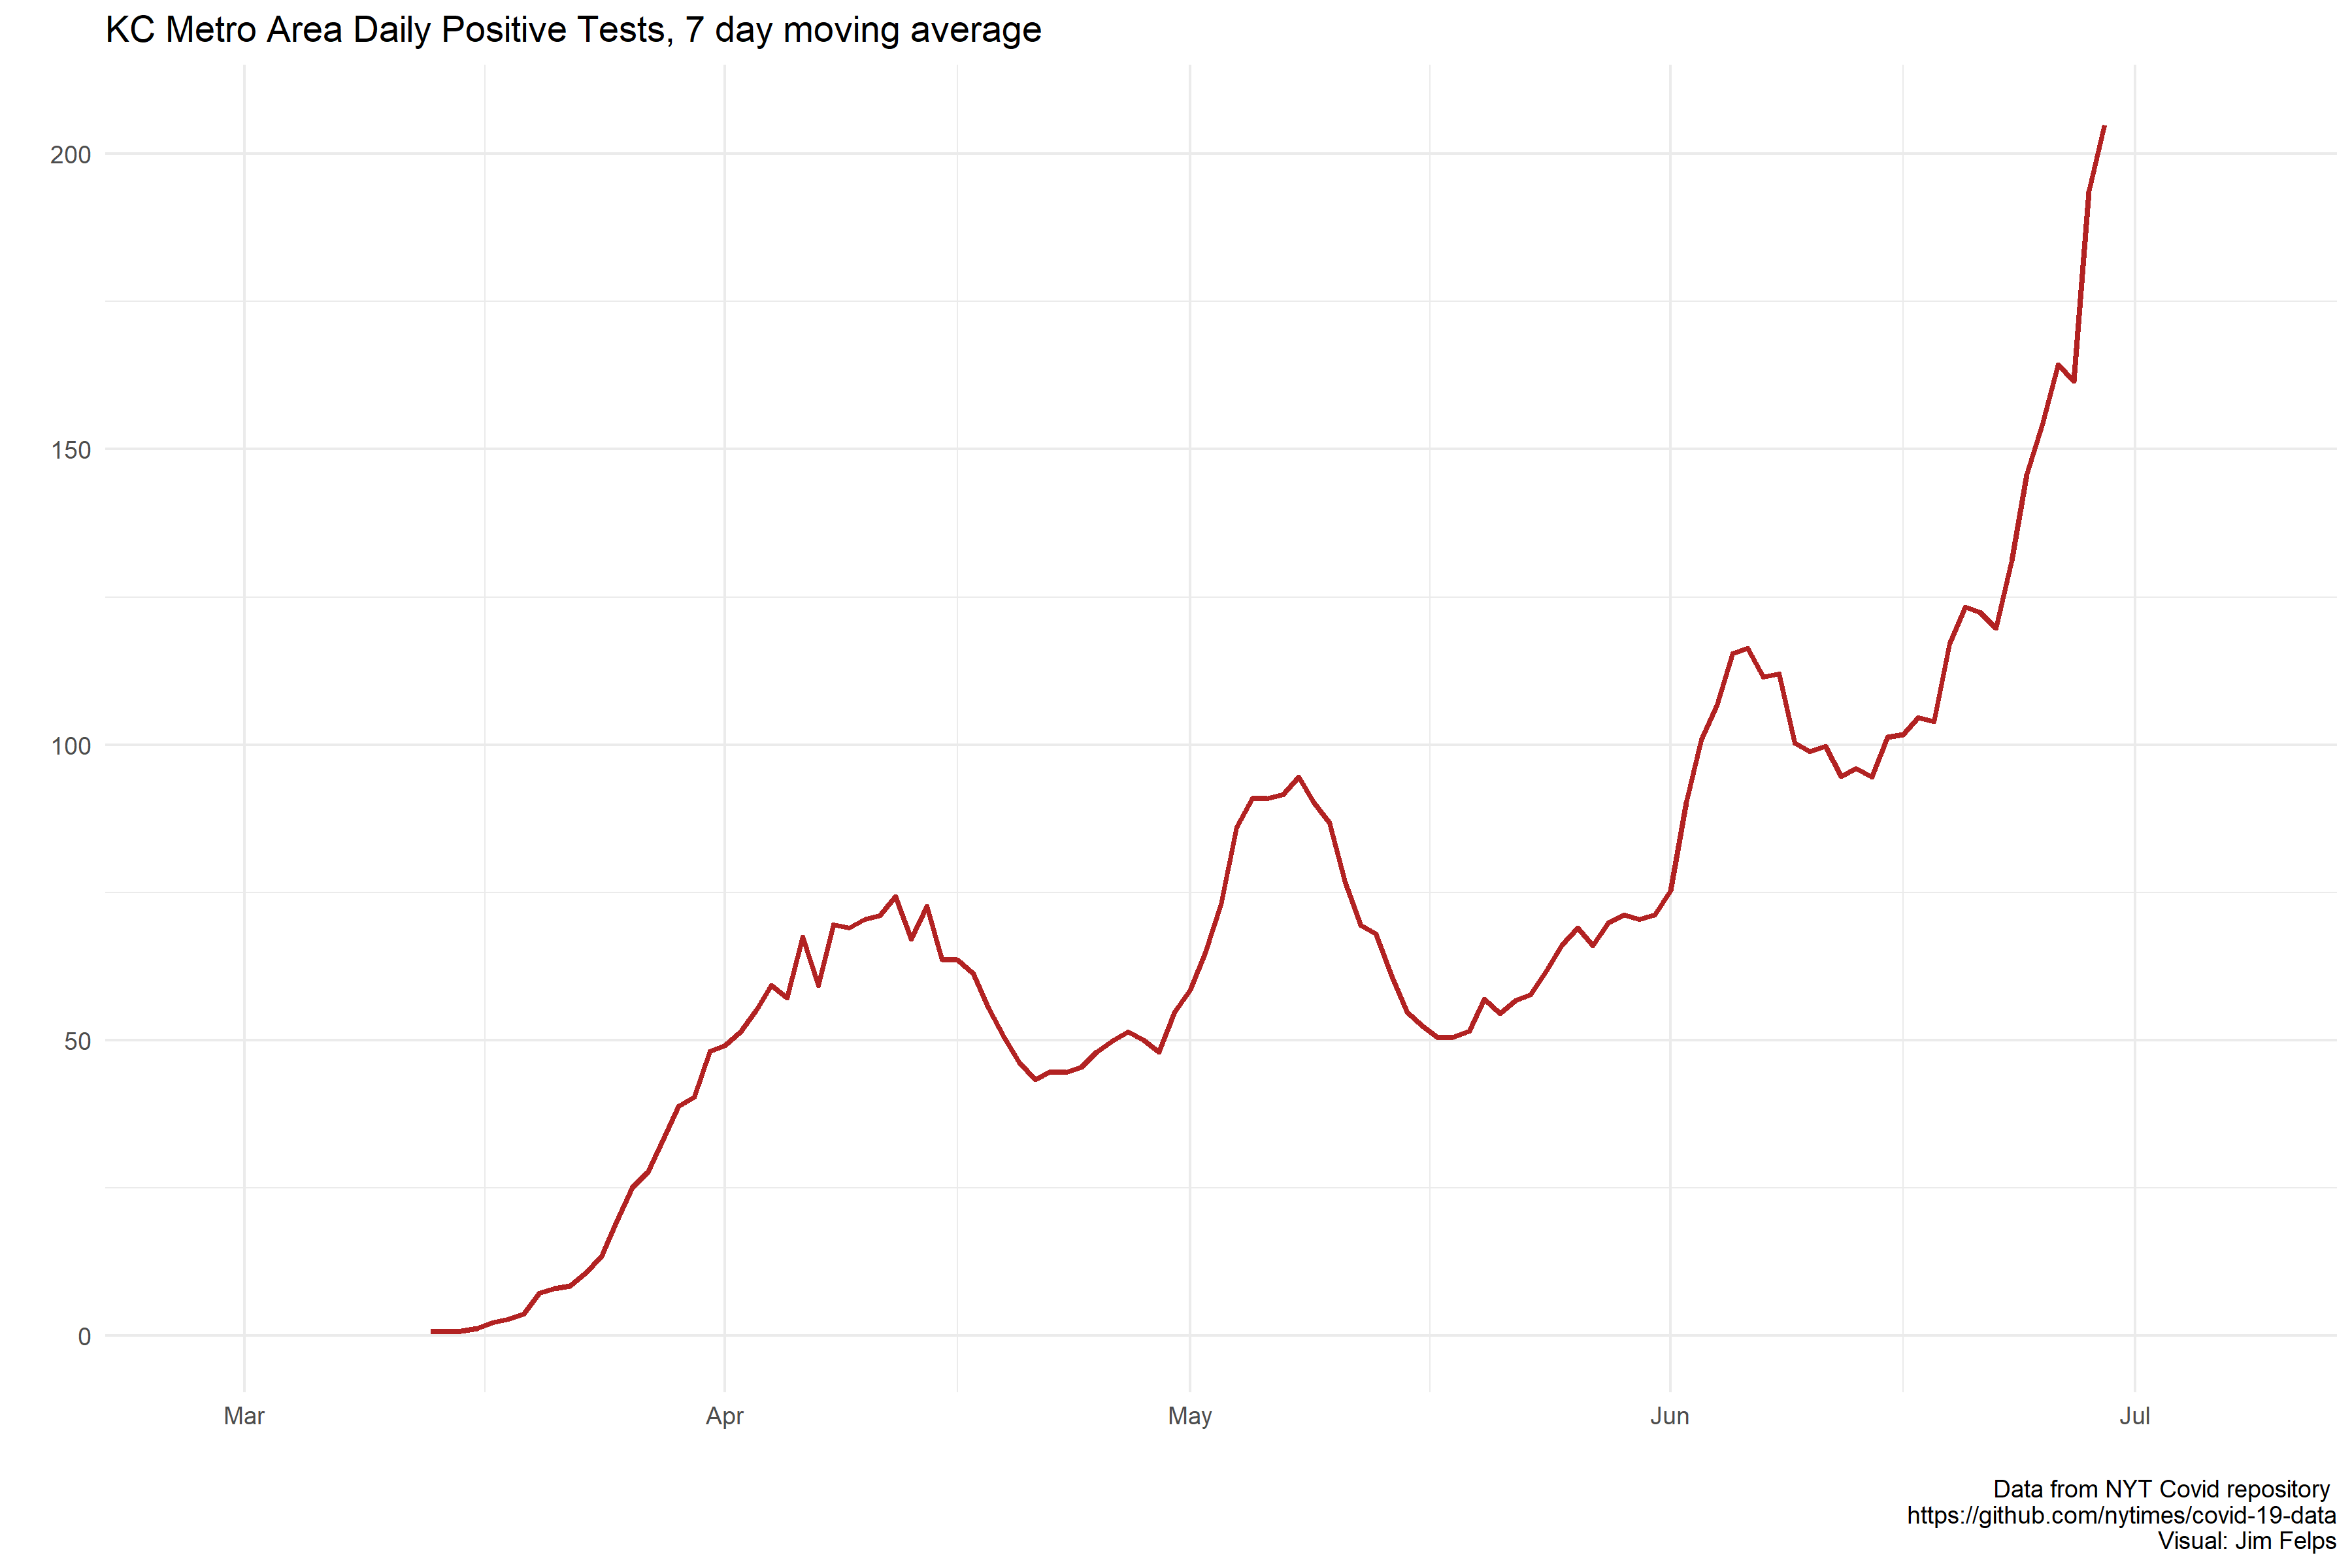 KC Metro Area Daily Positive Tests, 7 day moving average
200
150
100
50
0
Mar Apr May Jun Jul
Data from NYT Covid repository
https://github.com/nytimes/covid-19-data
Visual: Jim Felps